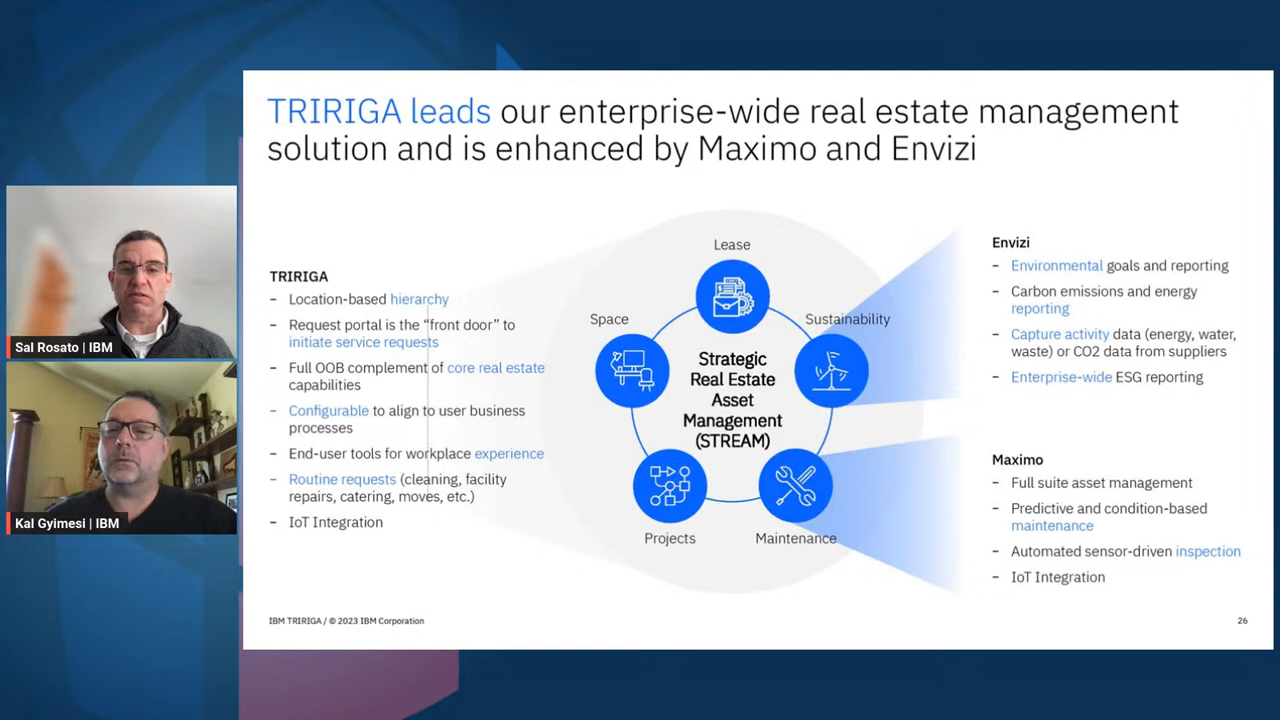 TRIRIGA leads our enterprise-wide real estate management
solution and is enhanced by Maximo and Envizi
Sal Rosato | IBM
Kal Gyimesi | IBM
TRIRIGA
– Location-based hierarchy
– Request portal is the “front door” to
initiate service requests
– Full OOB complement of core real estate
capabilities
– Configurable to align to user business
processes
– End-user tools for workplace experience
– Routine requests (cleaning, facility
repairs, catering, moves, etc.)
– IoT Integration
Lease
Space
Sustainability
Strategic
Real Estate
Asset
Management
(STREAM)
Projects
Maintenance
Envizi
– Environmental goals and reporting
– Carbon emissions and energy
reporting
– Capture activity data (energy, water,
waste) or CO2 data from suppliers
– Enterprise-wide ESG reporting
Maximo
– Full suite asset management
– Predictive and condition-based
maintenance
– Automated sensor-driven inspection
– IoT Integration
IBM TRIRIGA / © 2023 IBM Corporation
26